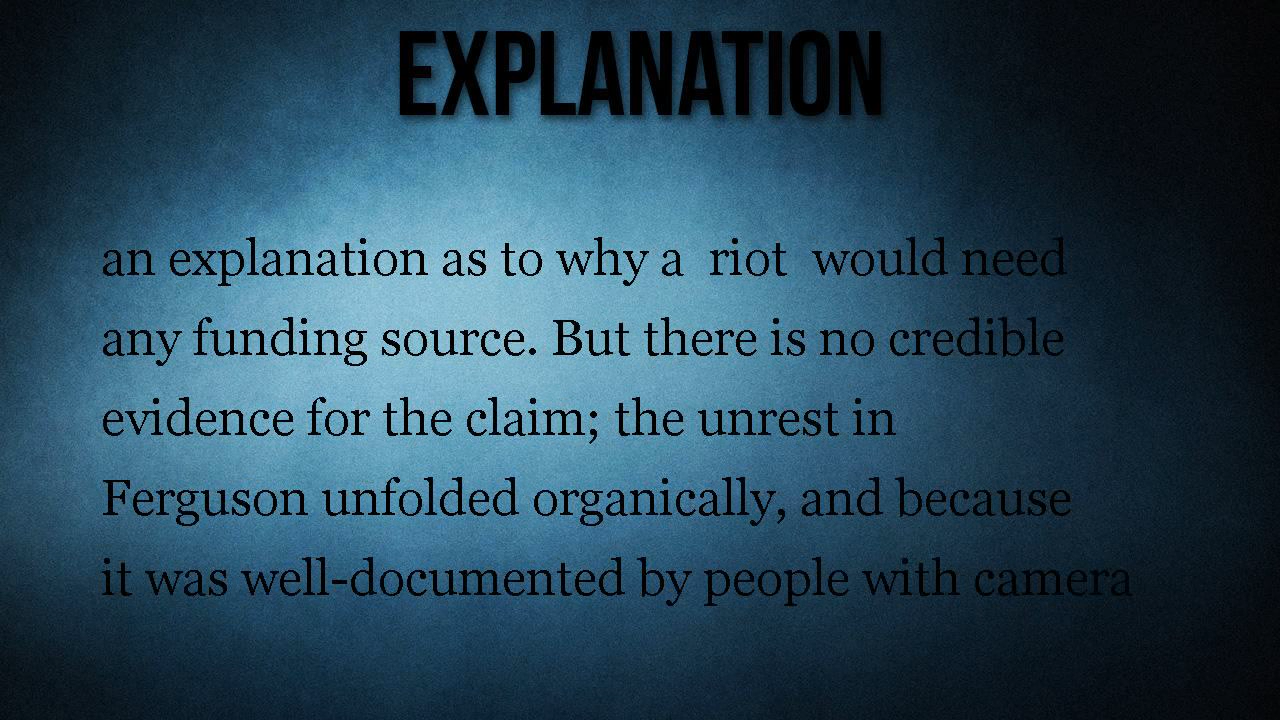 EXPLANATION
an explanation as to why a riot would need
any funding source. But there is no credible
evidence for the claim; the unrest in
Ferguson unfolded organically, and because
it was well-documented by people with camera